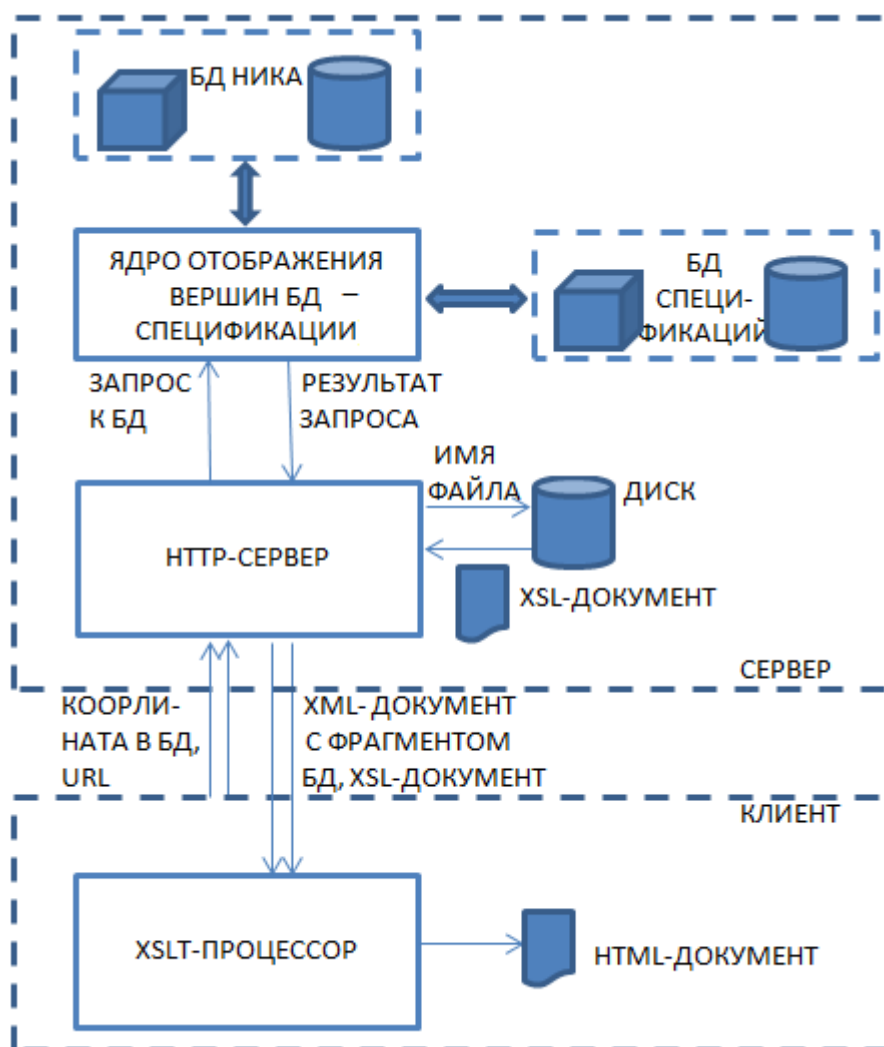 БД НИКА
ЯДРО ОТОБРАЖЕНИЯ
ВЕРШИН БД –
СПЕЦИФИКАЦИИ
БД
СПЕЦИ-
ФИКАЦИЙ
ЗАПРОС
К БД
РЕЗУЛЬТАТ
ЗАПРОСА
ИМЯ
ФАЙЛА
ДИСК
HTTP-СЕРВЕР
XSL-ДОКУМЕНТ
СЕРВЕР
КООРЛИ-
НАТА В БД,
URL
XML- ДОКУМЕНТ
С ФРАГМЕНТОМ
БД, XSL-ДОКУМЕНТ
КЛИЕНТ
XSLT-ПРОЦЕССОР
HTML-ДОКУМЕНТ